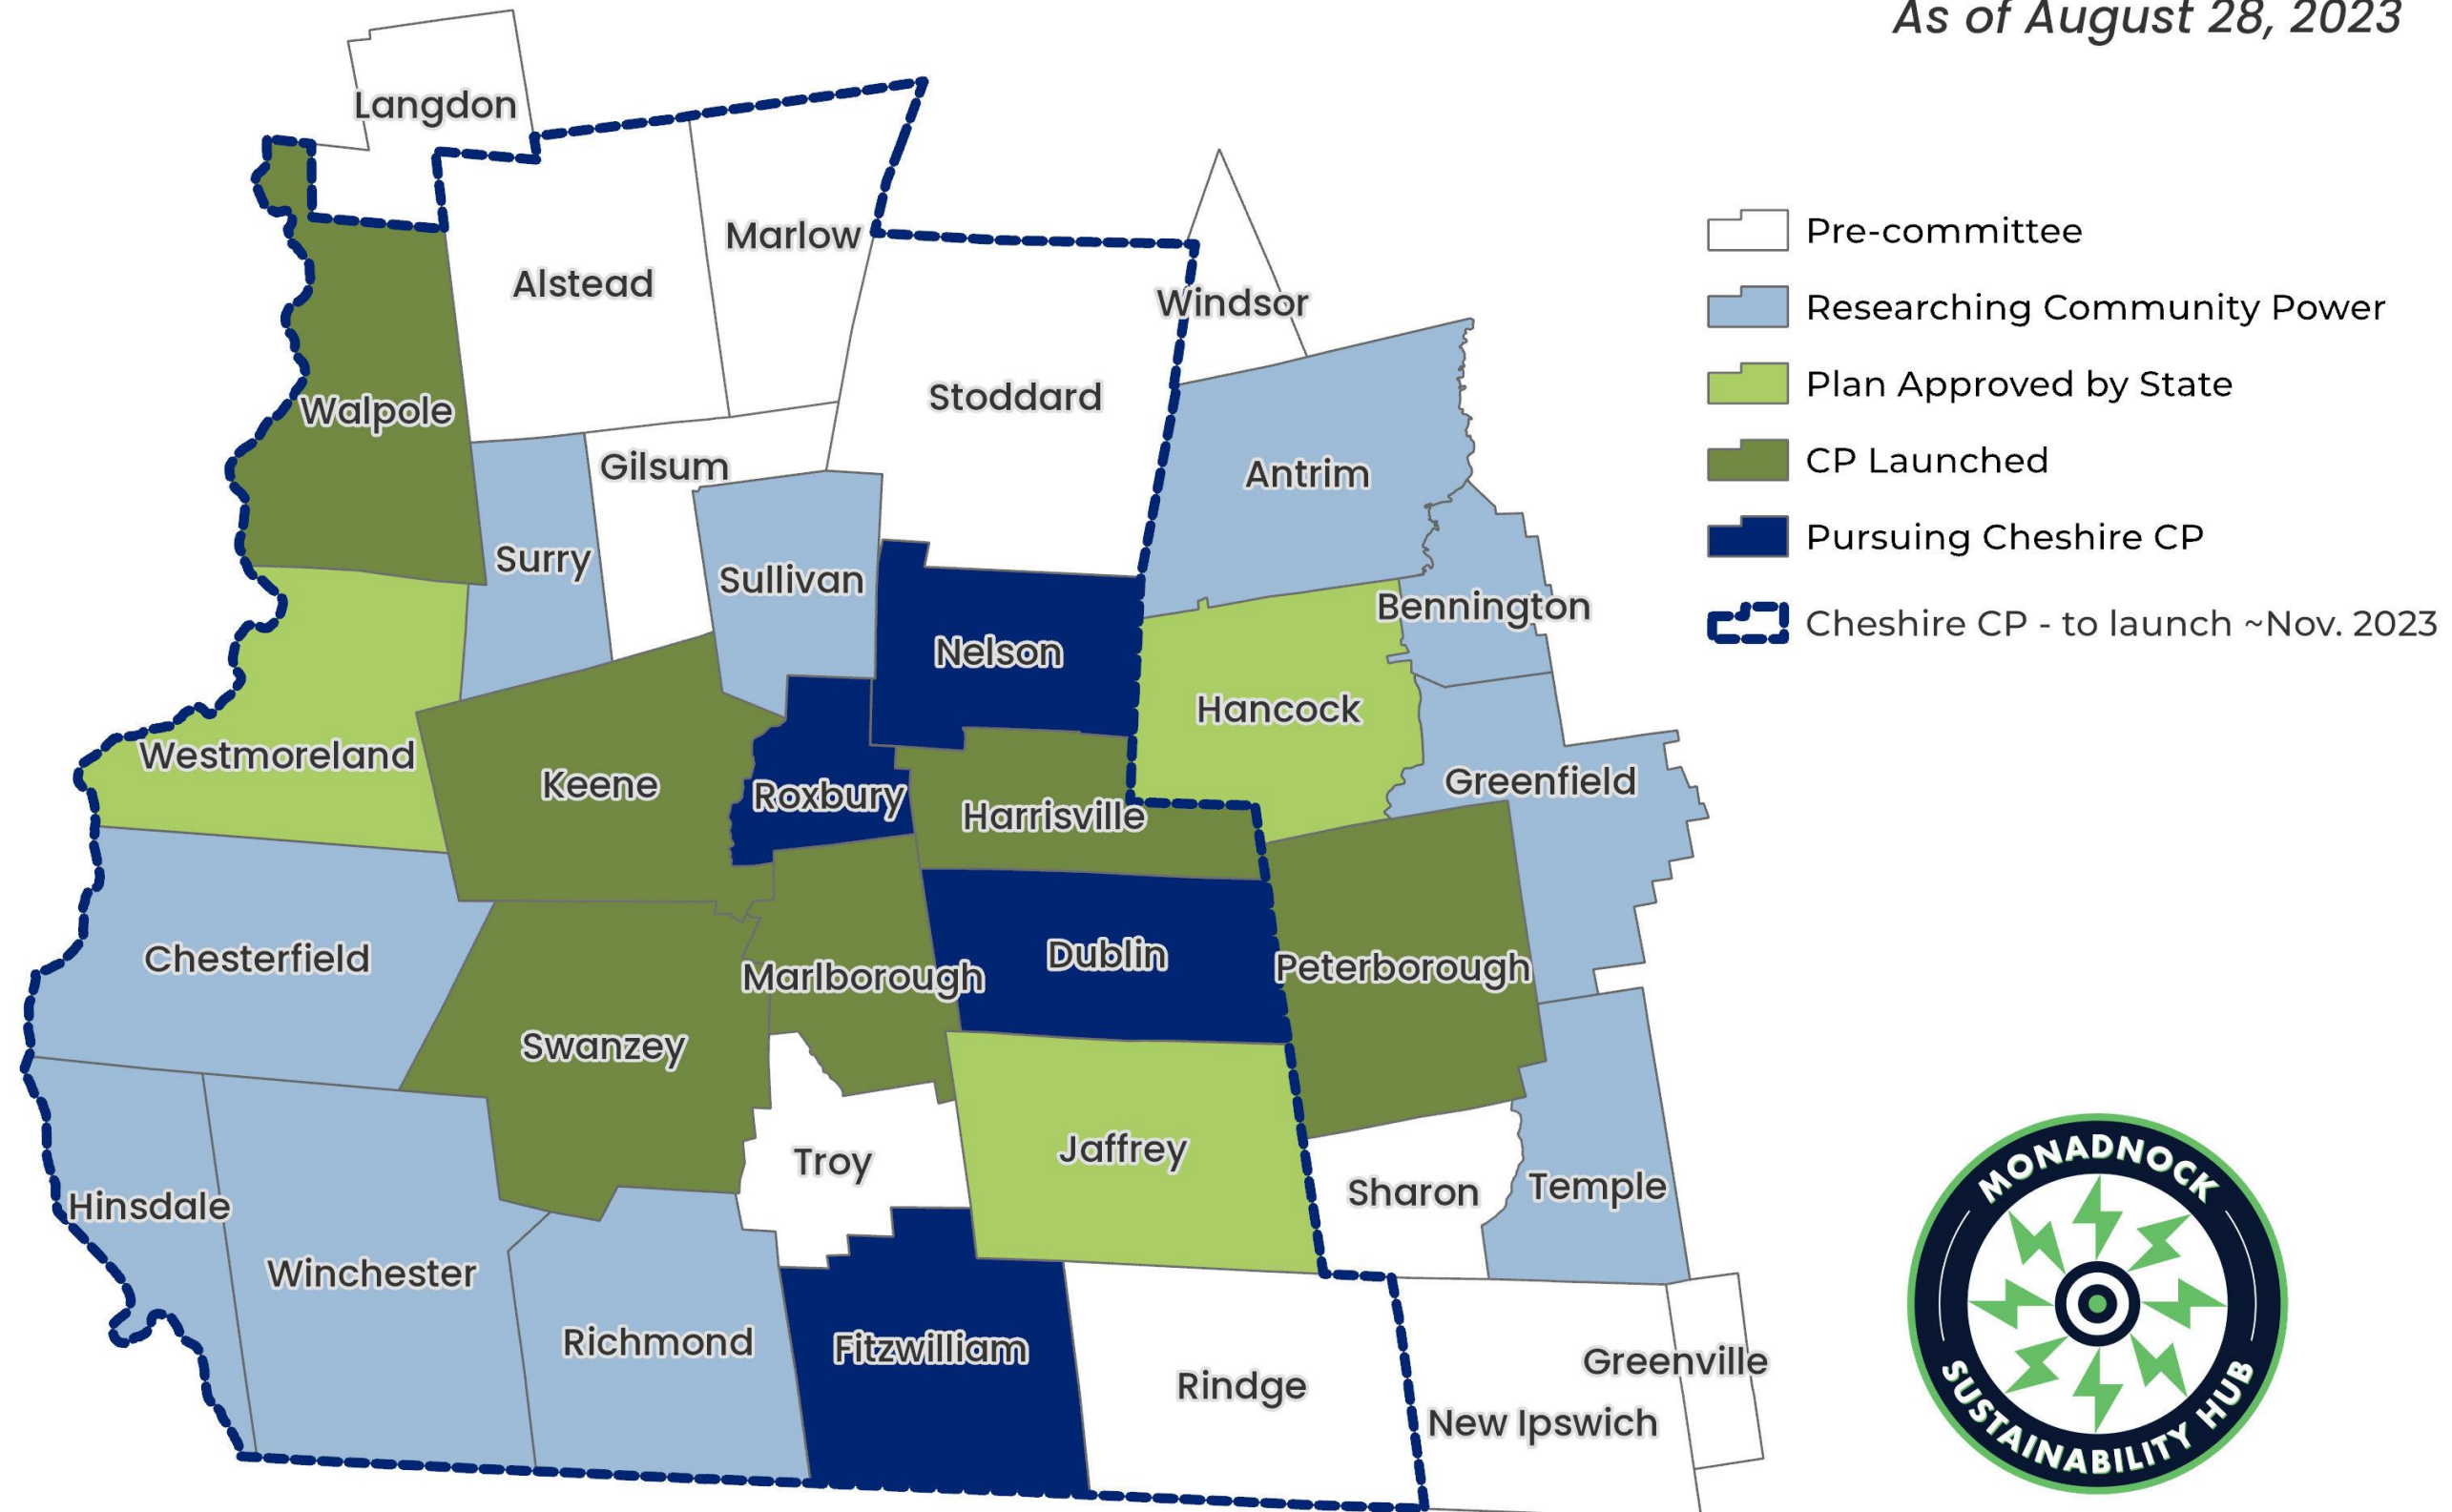 As of August 28, 2023
Langdon
Marlow
Alstead
Windsor
Stoddard
Walpole
Gilsum
Antrim
Surry
Sullivan
Bennington
Nelson
Hancock
Westmoreland
Keene
Roxbury
Harrisville
Greenfield
Chesterfield
Dublin
Peterborough
Marlborough
Swanzey
Troy
Jaffrey
Sharon
Temple
Hinsdale
Winchester
Richmond
Fitzwilliam
Rindge
Greenville
New Ipswich
Pre-committee
Researching Community Power
Plan Approved by State
CP Launched
Pursuing Cheshire CP
Cheshire CP - to launch ~Nov. 2023
MONADNOCK
SUSTAINABILITY HUB